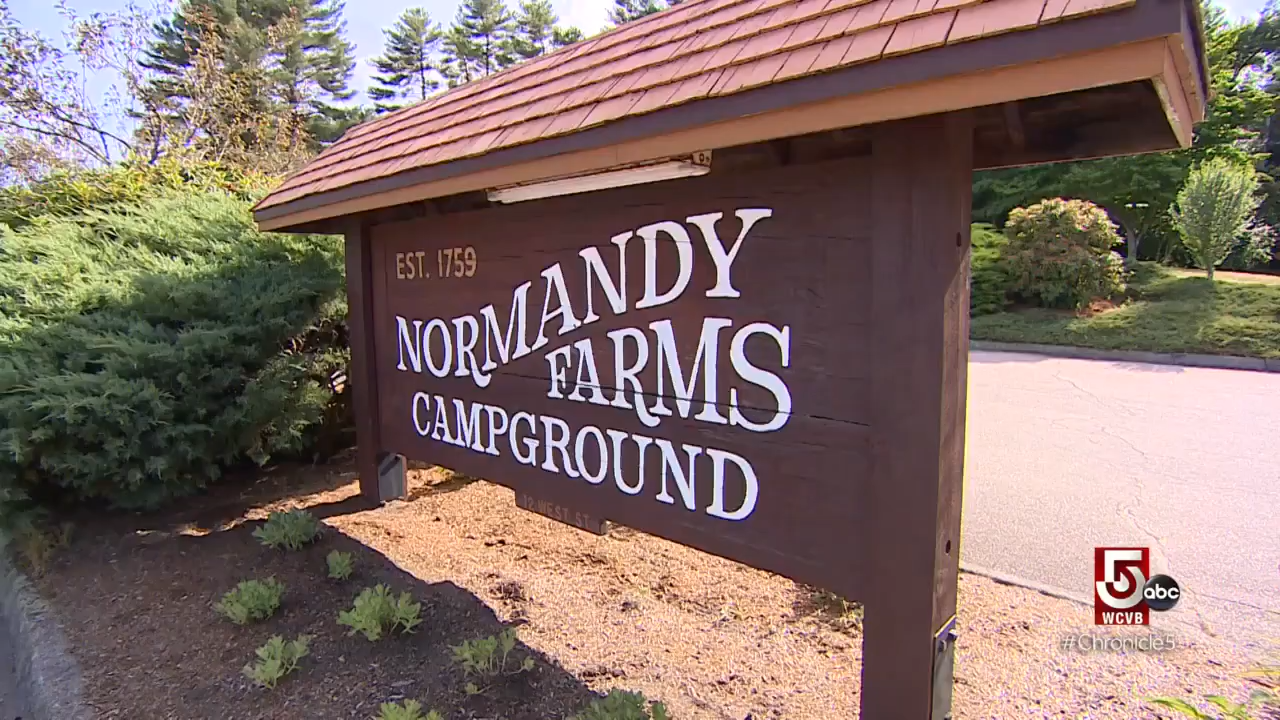 EST. 1759
NORMANDY
FARMS
CAMPGROUND
12 WEST ST
5
abc
WCVB
#Chronicle5